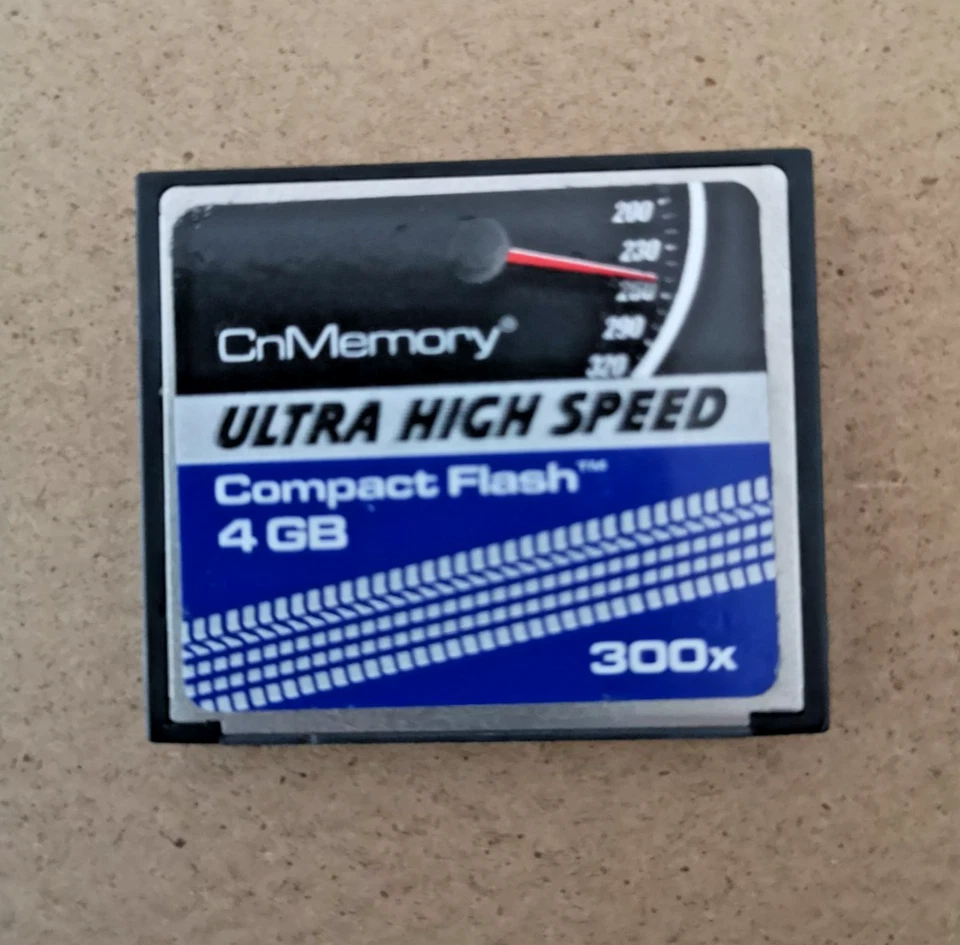 200
230
260
290
320
CnMemory®
ULTRA HIGH SPEED
Compact Flash™
4 GB
300x